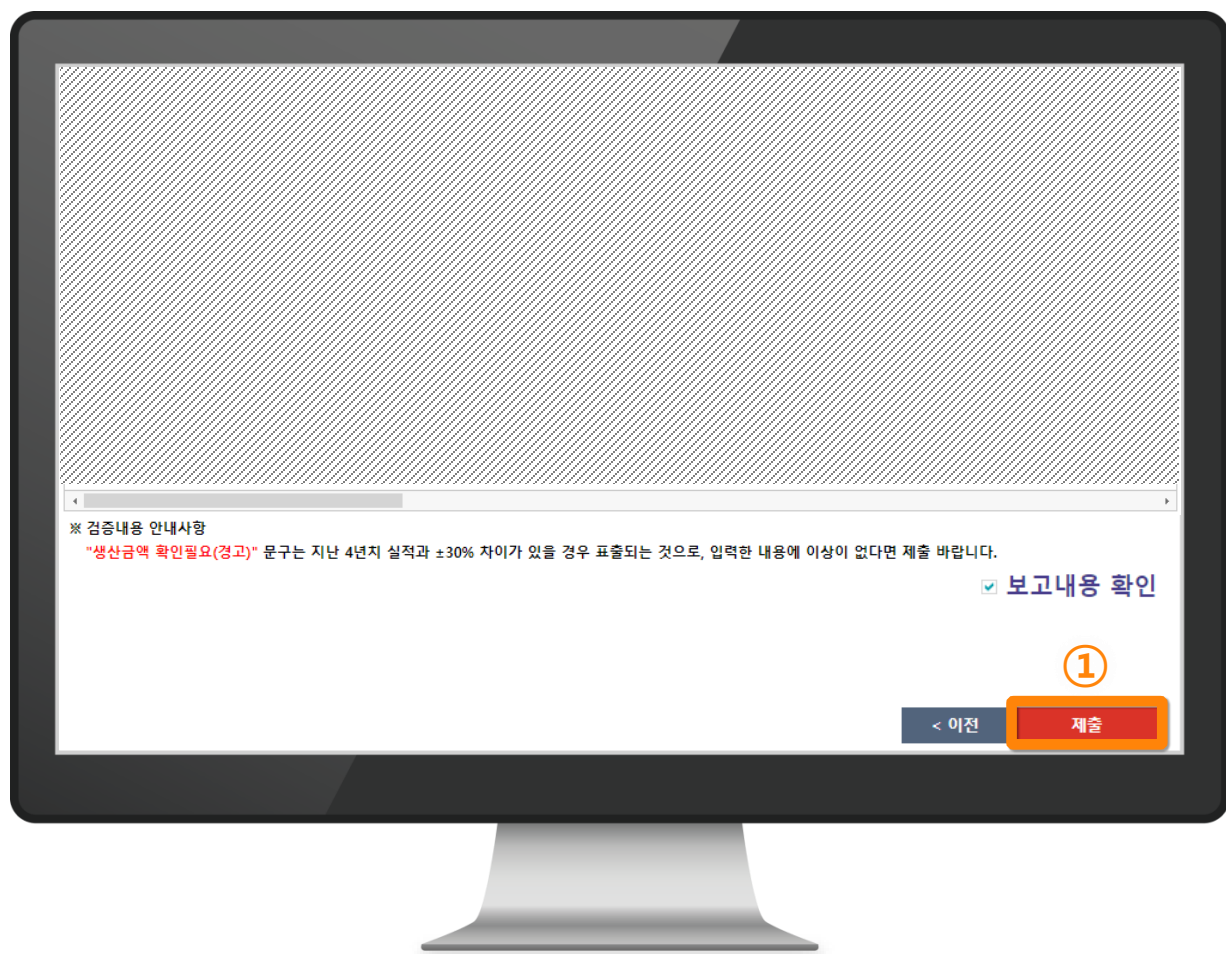 ※ 검증내용 안내사항
"생산금액 확인필요(경고)" 문구는 지난 4년치 실적과 ±30% 차이가 있을 경우 표출되는 것으로, 입력한 내용에 이상이 없다면 제출 바랍니다.
보고내용 확인
①
< 이전 제출